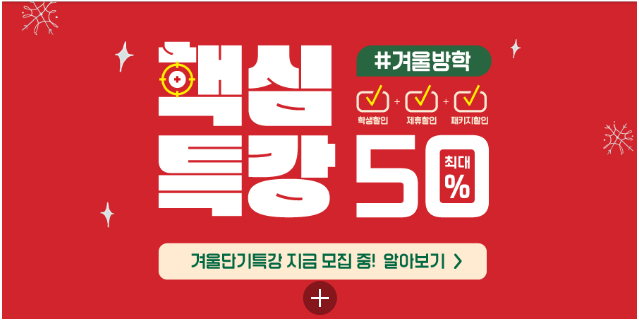 핵심
특강
#겨울방학
학생할인 + 제휴할인 + 패키지할인
최대
50%
겨울단기특강 지금 모집 중! 알아보기 >